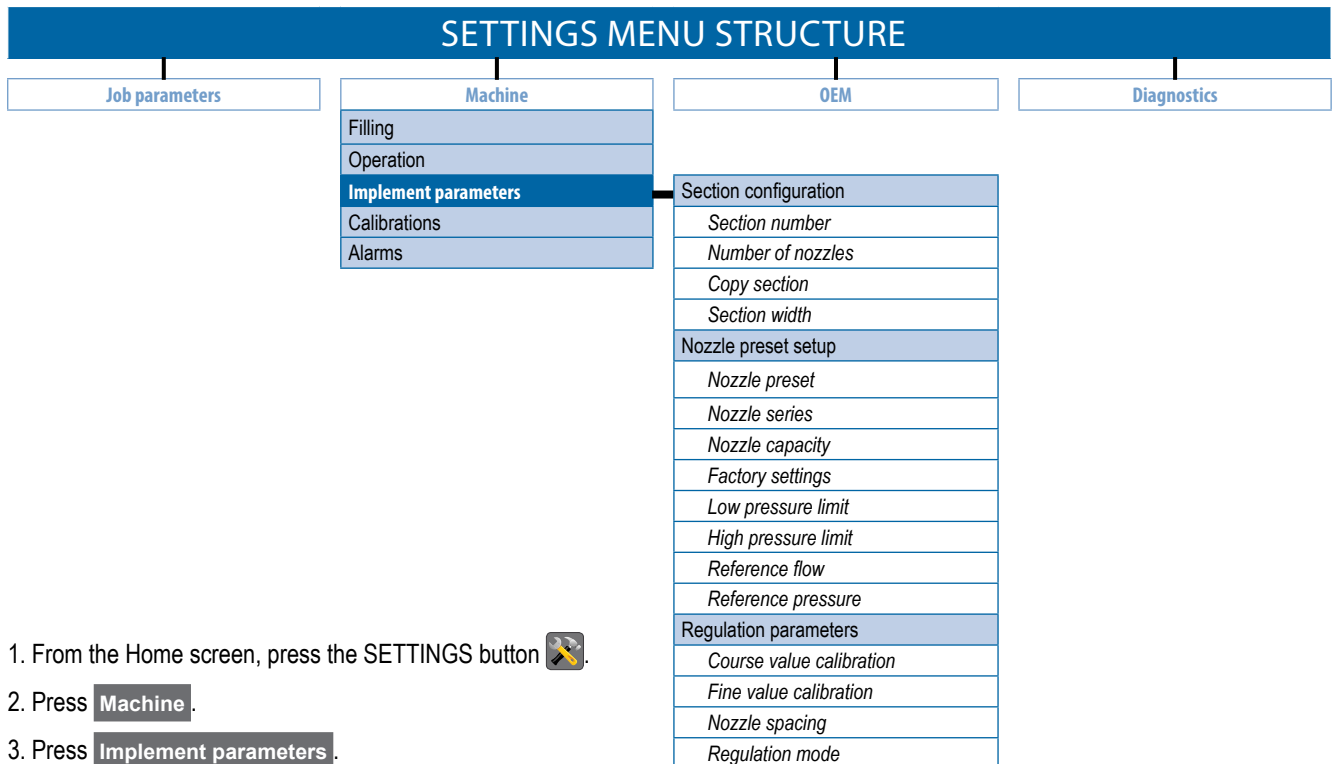 SETTINGS MENU STRUCTURE
Job parameters
Machine
OEM
Diagnostics
Filling
Operation
Implement parameters
Calibrations
Alarms
Section configuration
Section number
Number of nozzles
Copy section
Section width
Nozzle preset setup
Nozzle preset
Nozzle series
Nozzle capacity
Factory settings
Low pressure limit
High pressure limit
Reference flow
Reference pressure
Regulation parameters
Course value calibration
Fine value calibration
Nozzle spacing
Regulation mode
1. From the Home screen, press the SETTINGS button .
2. Press Machine .
3. Press Implement parameters .